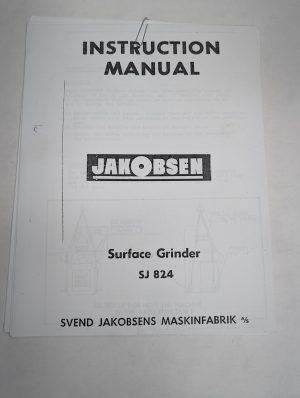 INSTRUCTION
MANUAL
JAKOBSEN
Surface Grinder
SJ 824
SVEND JAKOBSENS MASKINFABRIK A/S